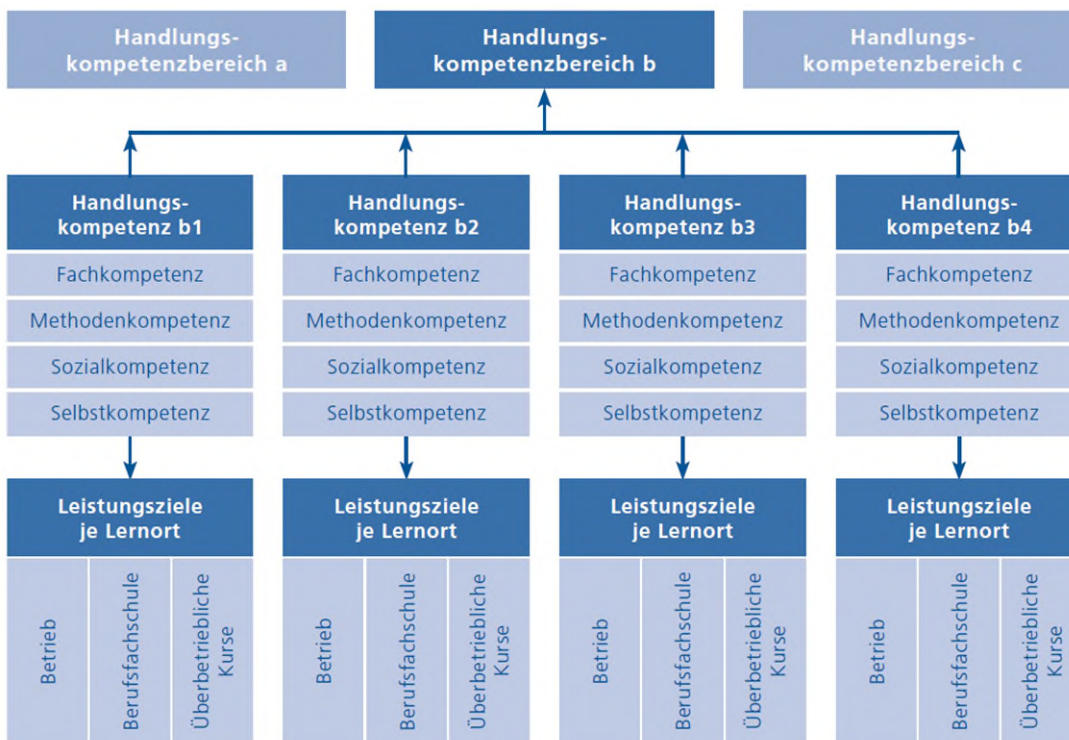 Handlungs-
kompetenzbereich a
Handlungs-
kompetenzbereich b
Handlungs-
kompetenzbereich c
Handlungs-
kompetenz b1
Fachkompetenz
Methodenkompetenz
Sozialkompetenz
Selbstkompetenz
Handlungs-
kompetenz b2
Fachkompetenz
Methodenkompetenz
Sozialkompetenz
Selbstkompetenz
Handlungs-
kompetenz b3
Fachkompetenz
Methodenkompetenz
Sozialkompetenz
Selbstkompetenz
Handlungs-
kompetenz b4
Fachkompetenz
Methodenkompetenz
Sozialkompetenz
Selbstkompetenz
Leistungsziele
je Lernort
Betrieb
Berufsfachschule
Überbetriebliche
Kurse
Leistungsziele
je Lernort
Betrieb
Berufsfachschule
Überbetriebliche
Kurse
Leistungsziele
je Lernort
Betrieb
Berufsfachschule
Überbetriebliche
Kurse
Leistungsziele
je Lernort
Betrieb
Berufsfachschule
Überbetriebliche
Kurse